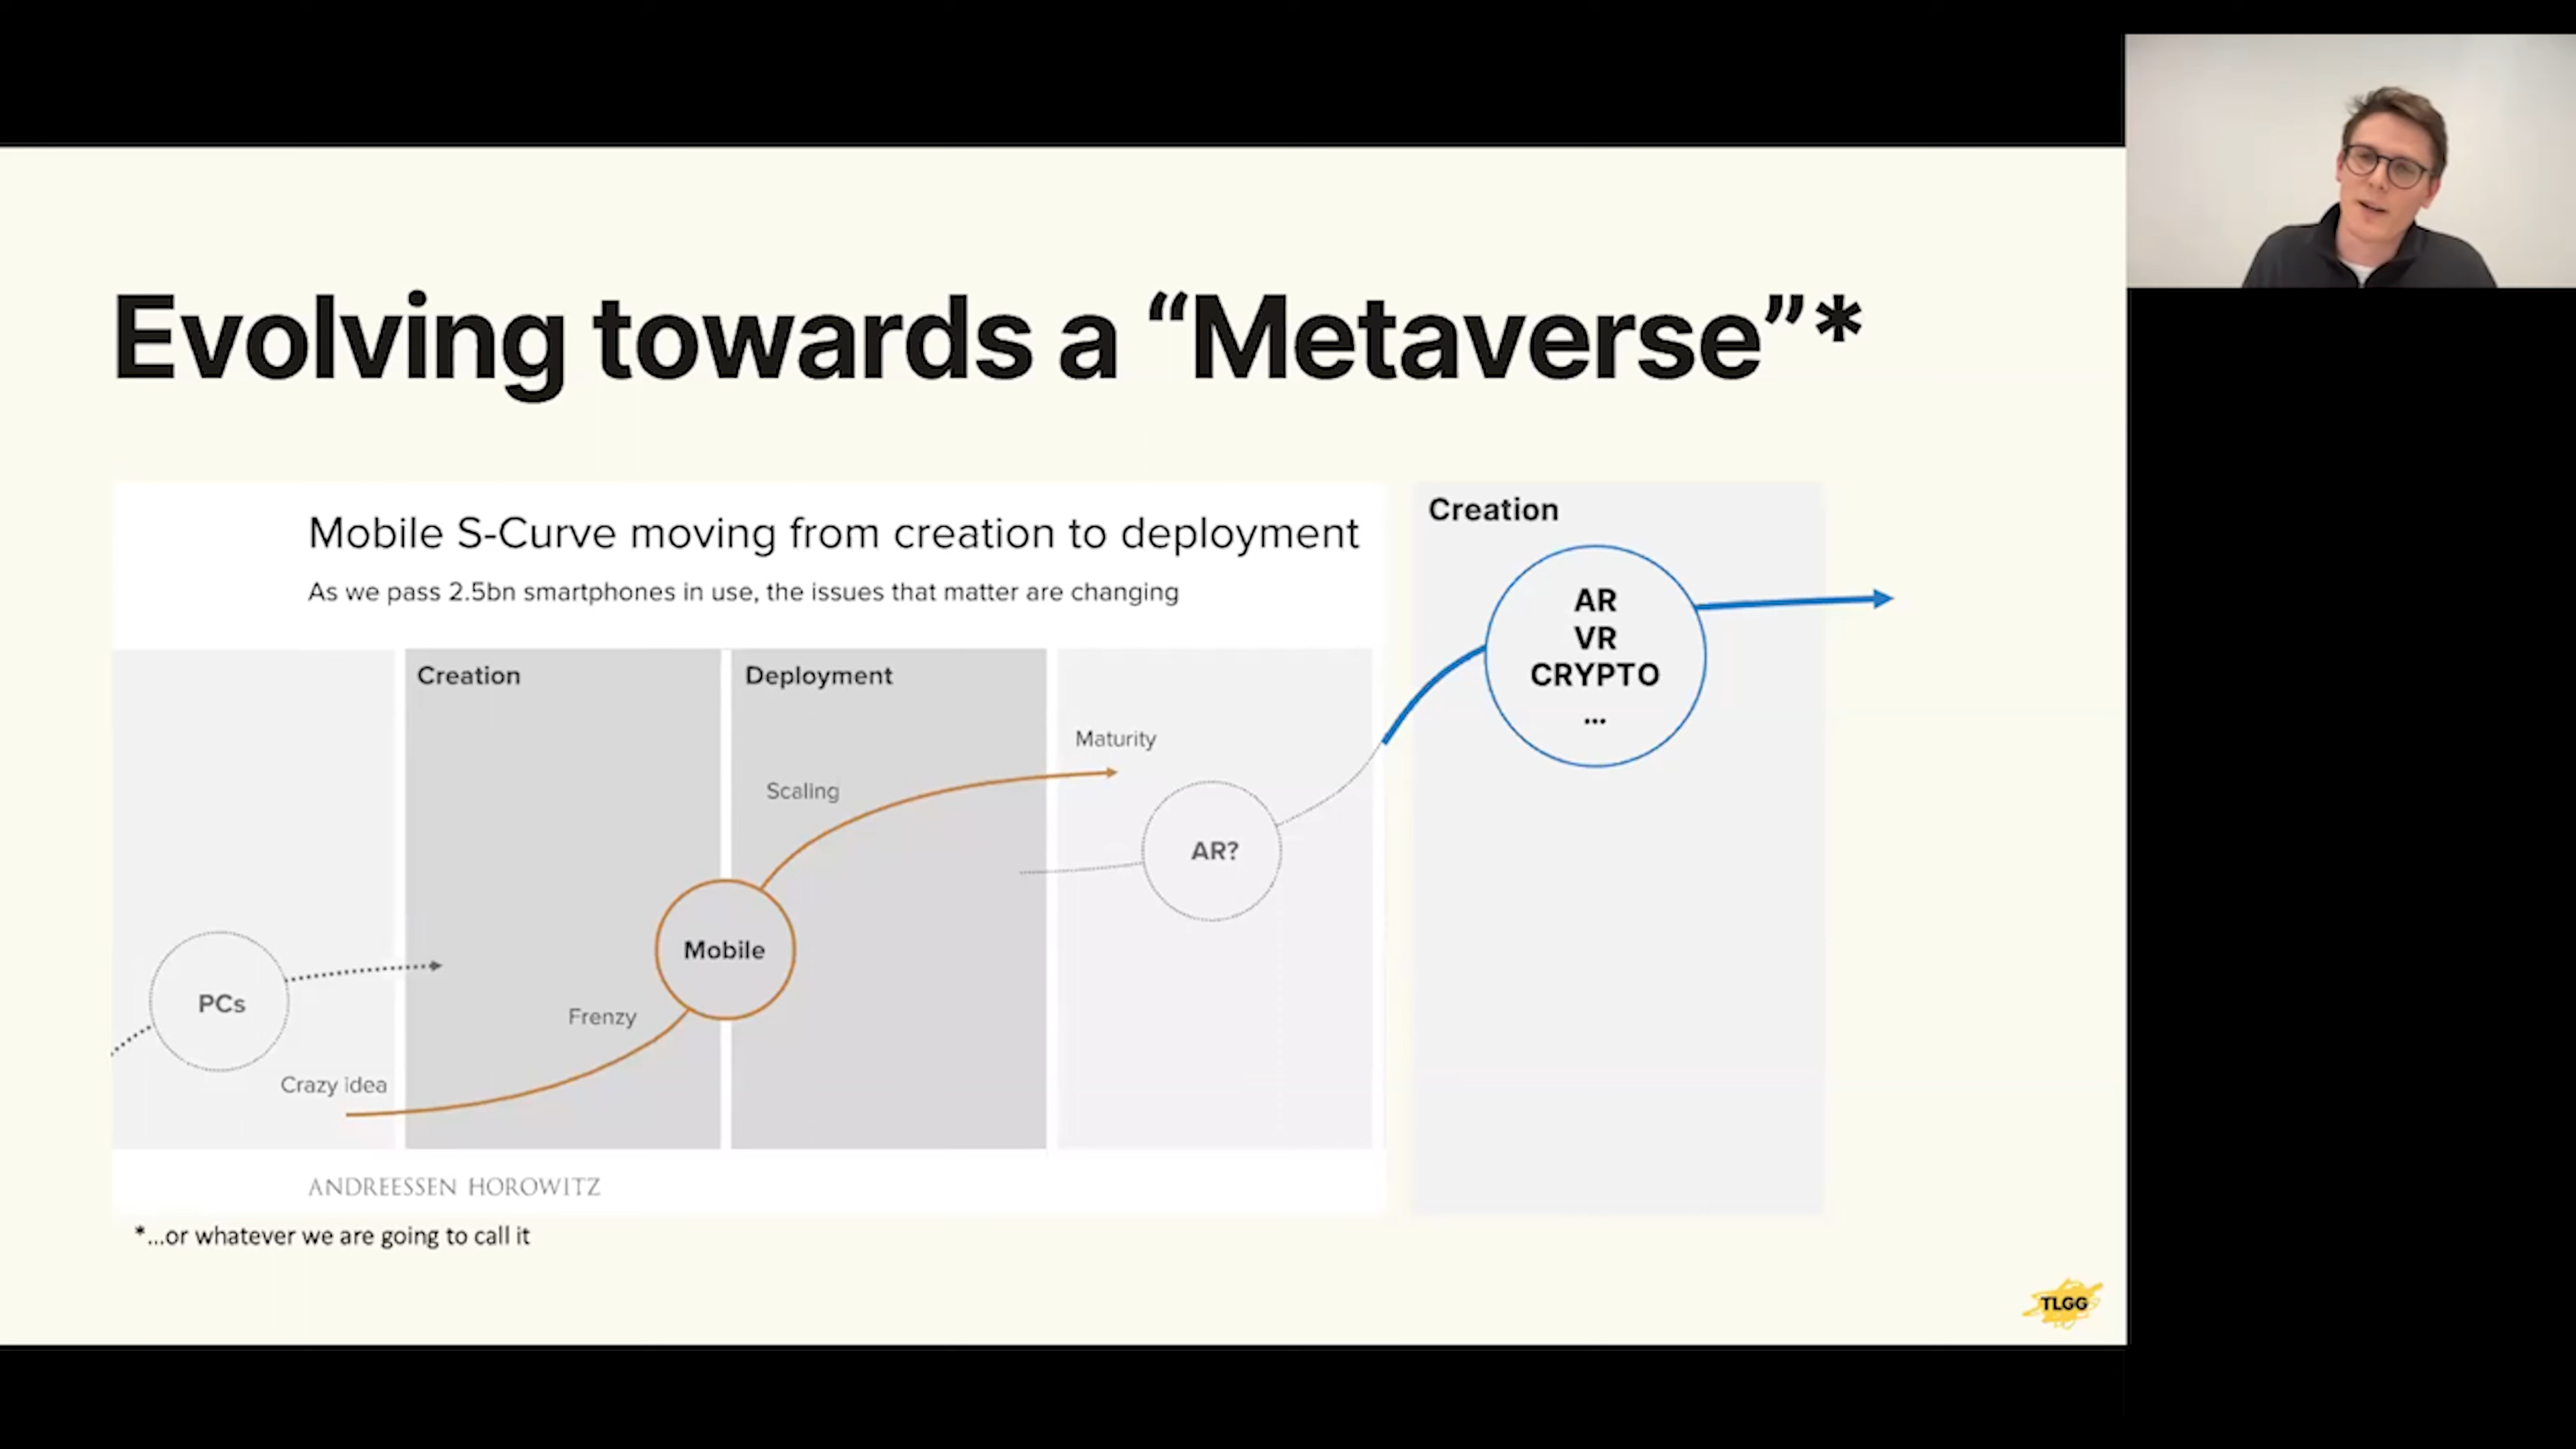 Evolving towards a “Metaverse”*
Mobile S-Curve moving from creation to deployment
As we pass 2.5bn smartphones in use, the issues that matter are changing
Creation
Deployment
Maturity
Scaling
AR?
Mobile
PCs
Frenzy
Crazy idea
ANDREESSEN HOROWITZ
Creation
AR
VR
CRYPTO
...
*...or whatever we are going to call it
TLGG